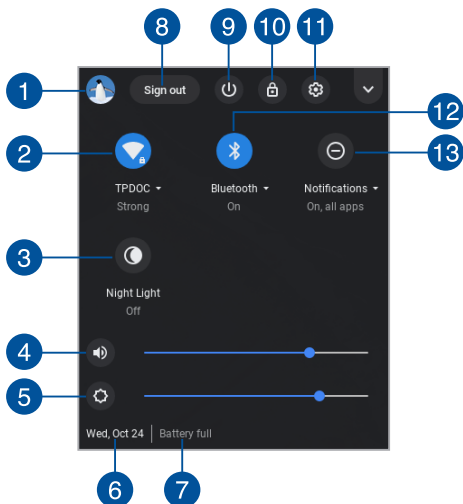 8 9 10 11
1 Sign out
12
2 13
TPDOC Bluetooth Notifications
Strong On On, all apps
3
Night Light
Off
4
5
Wed, Oct 24 Battery full
6 7